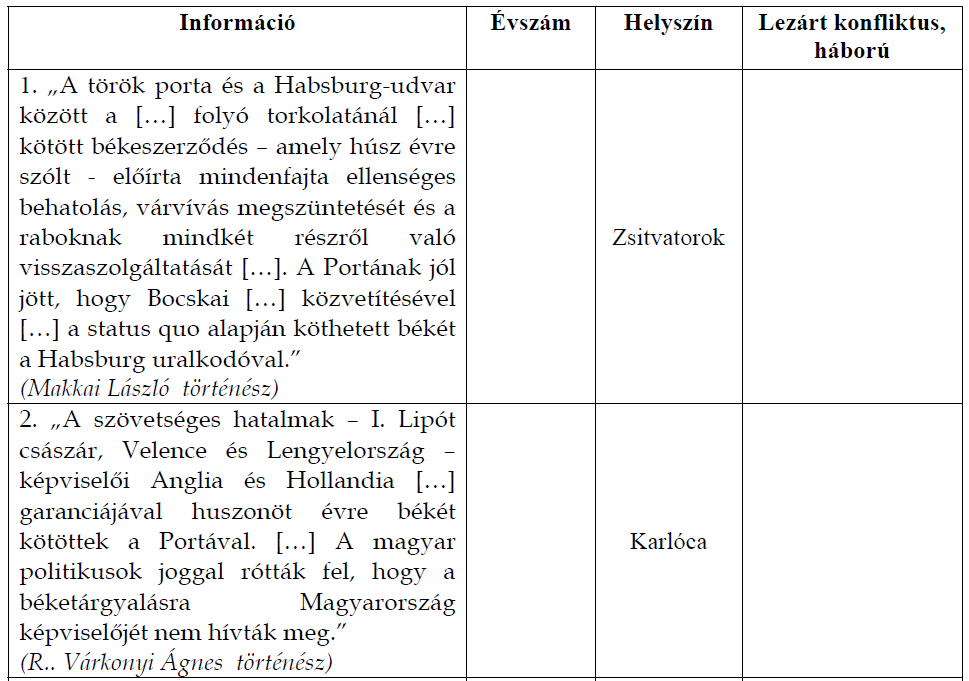 Információ
Évszám
Helyszín
Lezárt konfliktus,
háború
1. „A török porta és a Habsburg-udvar
között a […] folyó torkolatánál […]
kötött békeszerződés – amely húsz évre
szólt - előírta mindenfajta ellenséges
behatolás, várvívás megszüntetését és a
raboknak mindkét részről való
visszaszolgáltatását […]. A Portának jól
jött, hogy Bocskai […] közvetítésével
[…] a status quo alapján köthetett békét
a Habsburg uralkodóval.”
(Makkai László történész)
Zsitvatorok
2. „A szövetséges hatalmak – I. Lipót
császár, Velence és Lengyelország –
képviselői Anglia és Hollandia […]
garanciájával huszonöt évre békét
kötöttek a Portával. […] A magyar
politikusok joggal rótták fel, hogy a
béketárgyalásra Magyarország
képviselőjét nem hívták meg.”
(R.. Várkonyi Ágnes történész)
Karlóca